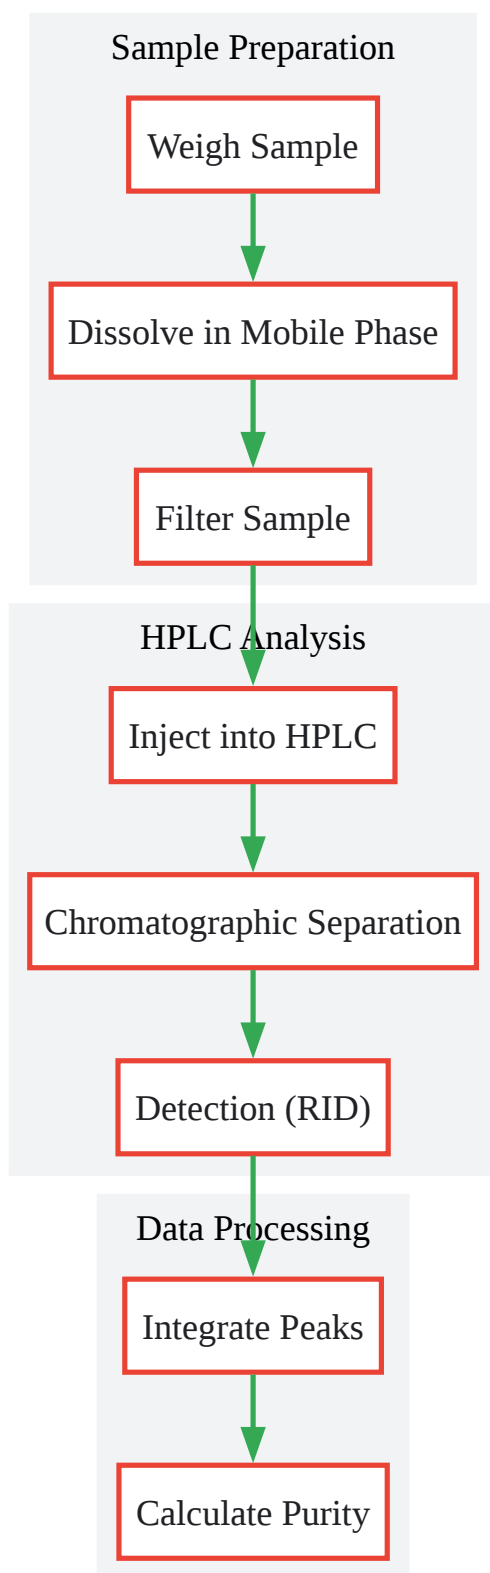 Sample Preparation
Weigh Sample
Dissolve in Mobile Phase
Filter Sample
HPLC Analysis
Inject into HPLC
Chromatographic Separation
Detection (RID)
Data Processing
Integrate Peaks
Calculate Purity